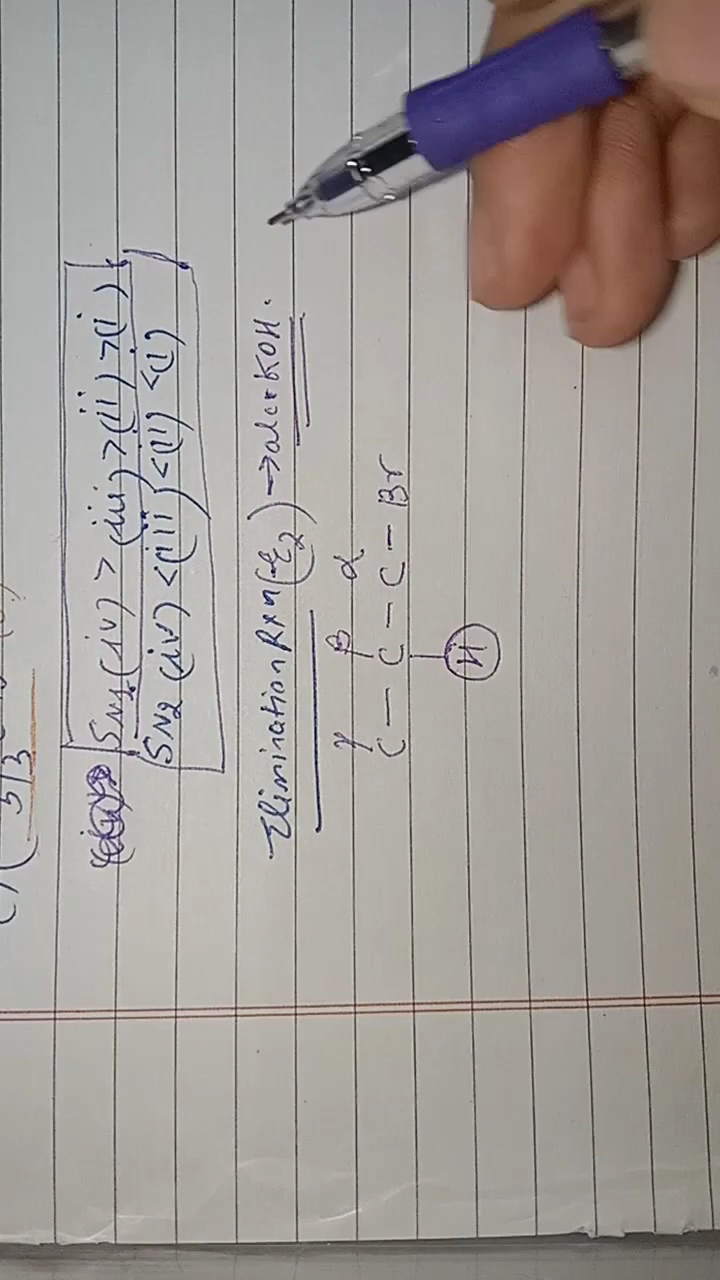 SN1 (iv) > (iii) > (ii) > (i)
SN2 (iv) < (iii) < (ii) < (i)
Elimination Rxn (E2) → alc. KOH.
γ β α
C — C — C — Br
H